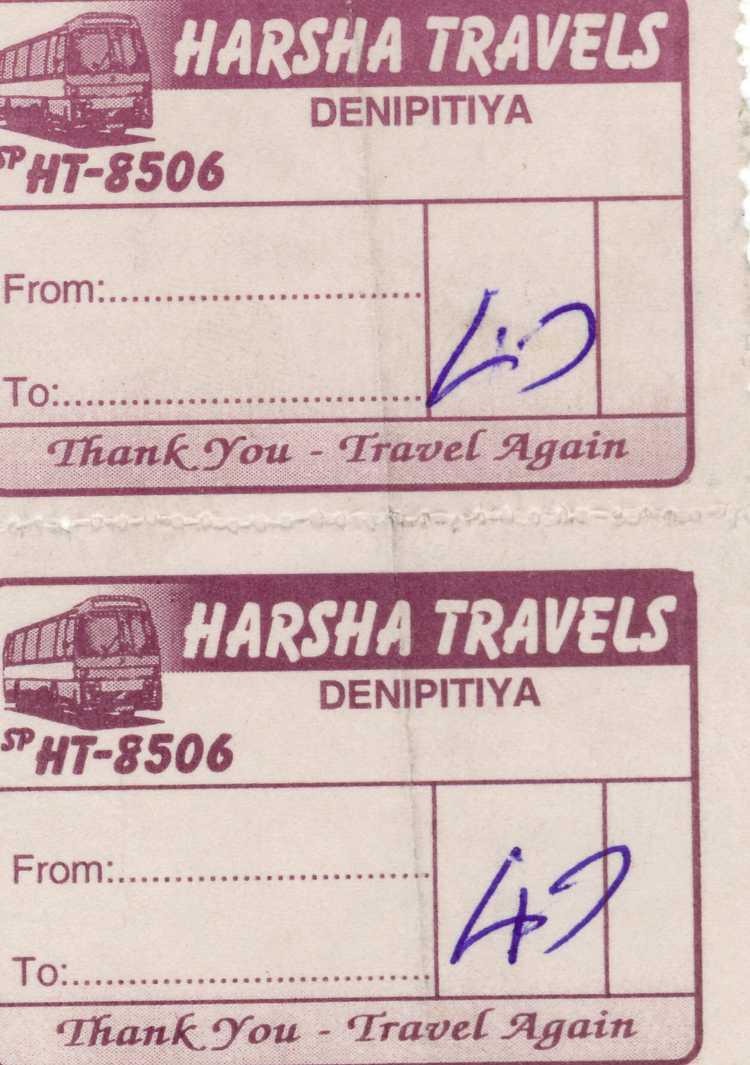 HARSHA TRAVELS
DENIPITIYA
SP HT-8506
From:..............................
To:..................................
Thank You - Travel Again
HARSHA TRAVELS
DENIPITIYA
SP HT-8506
From:..............................
47
To:..................................
Thank You - Travel Again